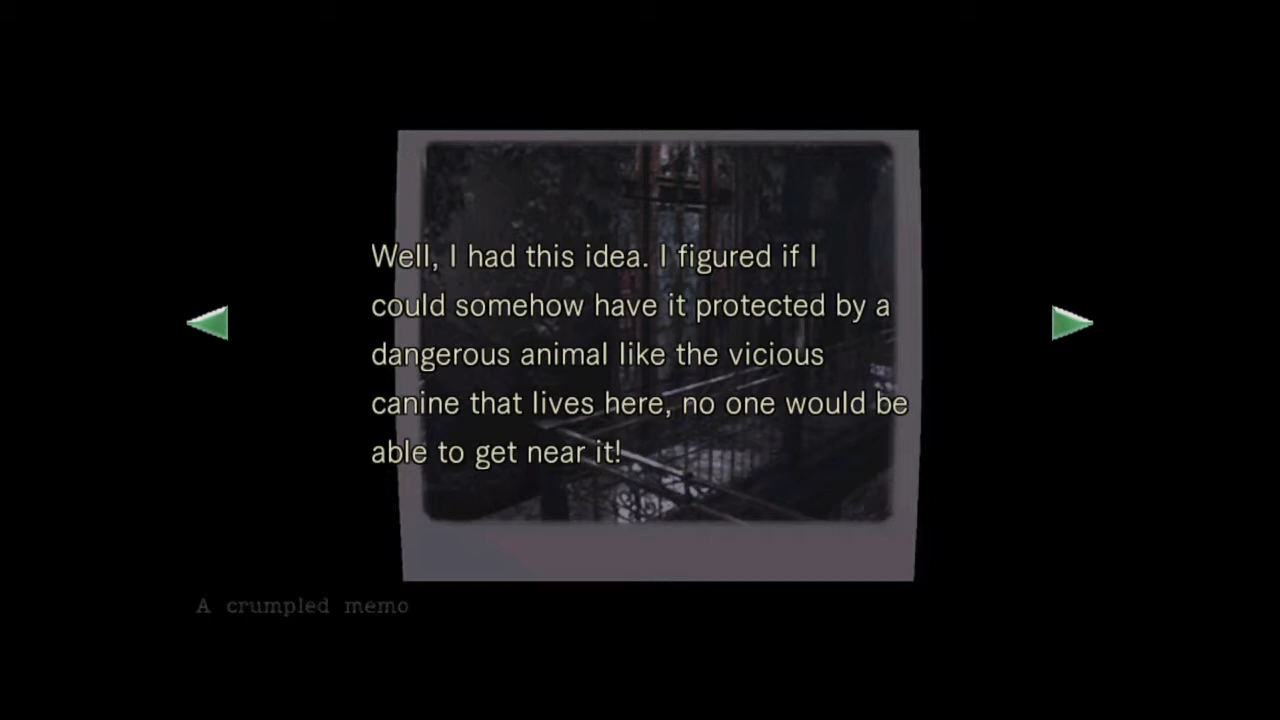 Well, I had this idea. I figured if I
could somehow have it protected by a
dangerous animal like the vicious
canine that lives here, no one would be
able to get near it!
A crumpled memo